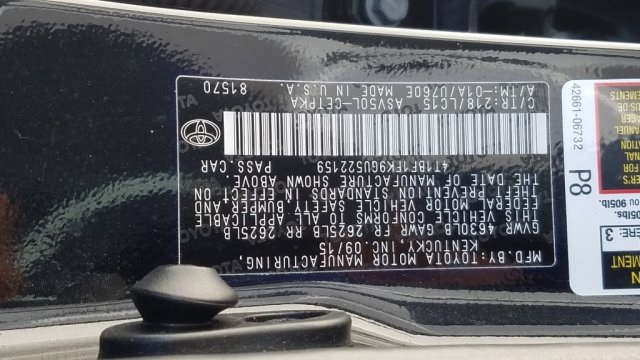 MFD.BY:TOYOTA MOTOR MANUFACTURING,
KENTUCKY, INC. 09/15
GVWR 4630LB GAWR FR 2625LB RR 2625LB
THIS VEHICLE CONFORMS TO ALL APPLICABLE
FEDERAL MOTOR VEHICLE SAFETY, BUMPER AND
THEFT PREVENTION STANDARDS IN EFFECT ON
THE DATE OF MANUFACTURE SHOWN ABOVE.
4T1BF1FK9GU522159 PASS.CAR
C/TR:218/LC15 ASV50L-CETPKA
A/TM:-01A/U760E MADE IN U.S.A. 81570
42661-06732
P8